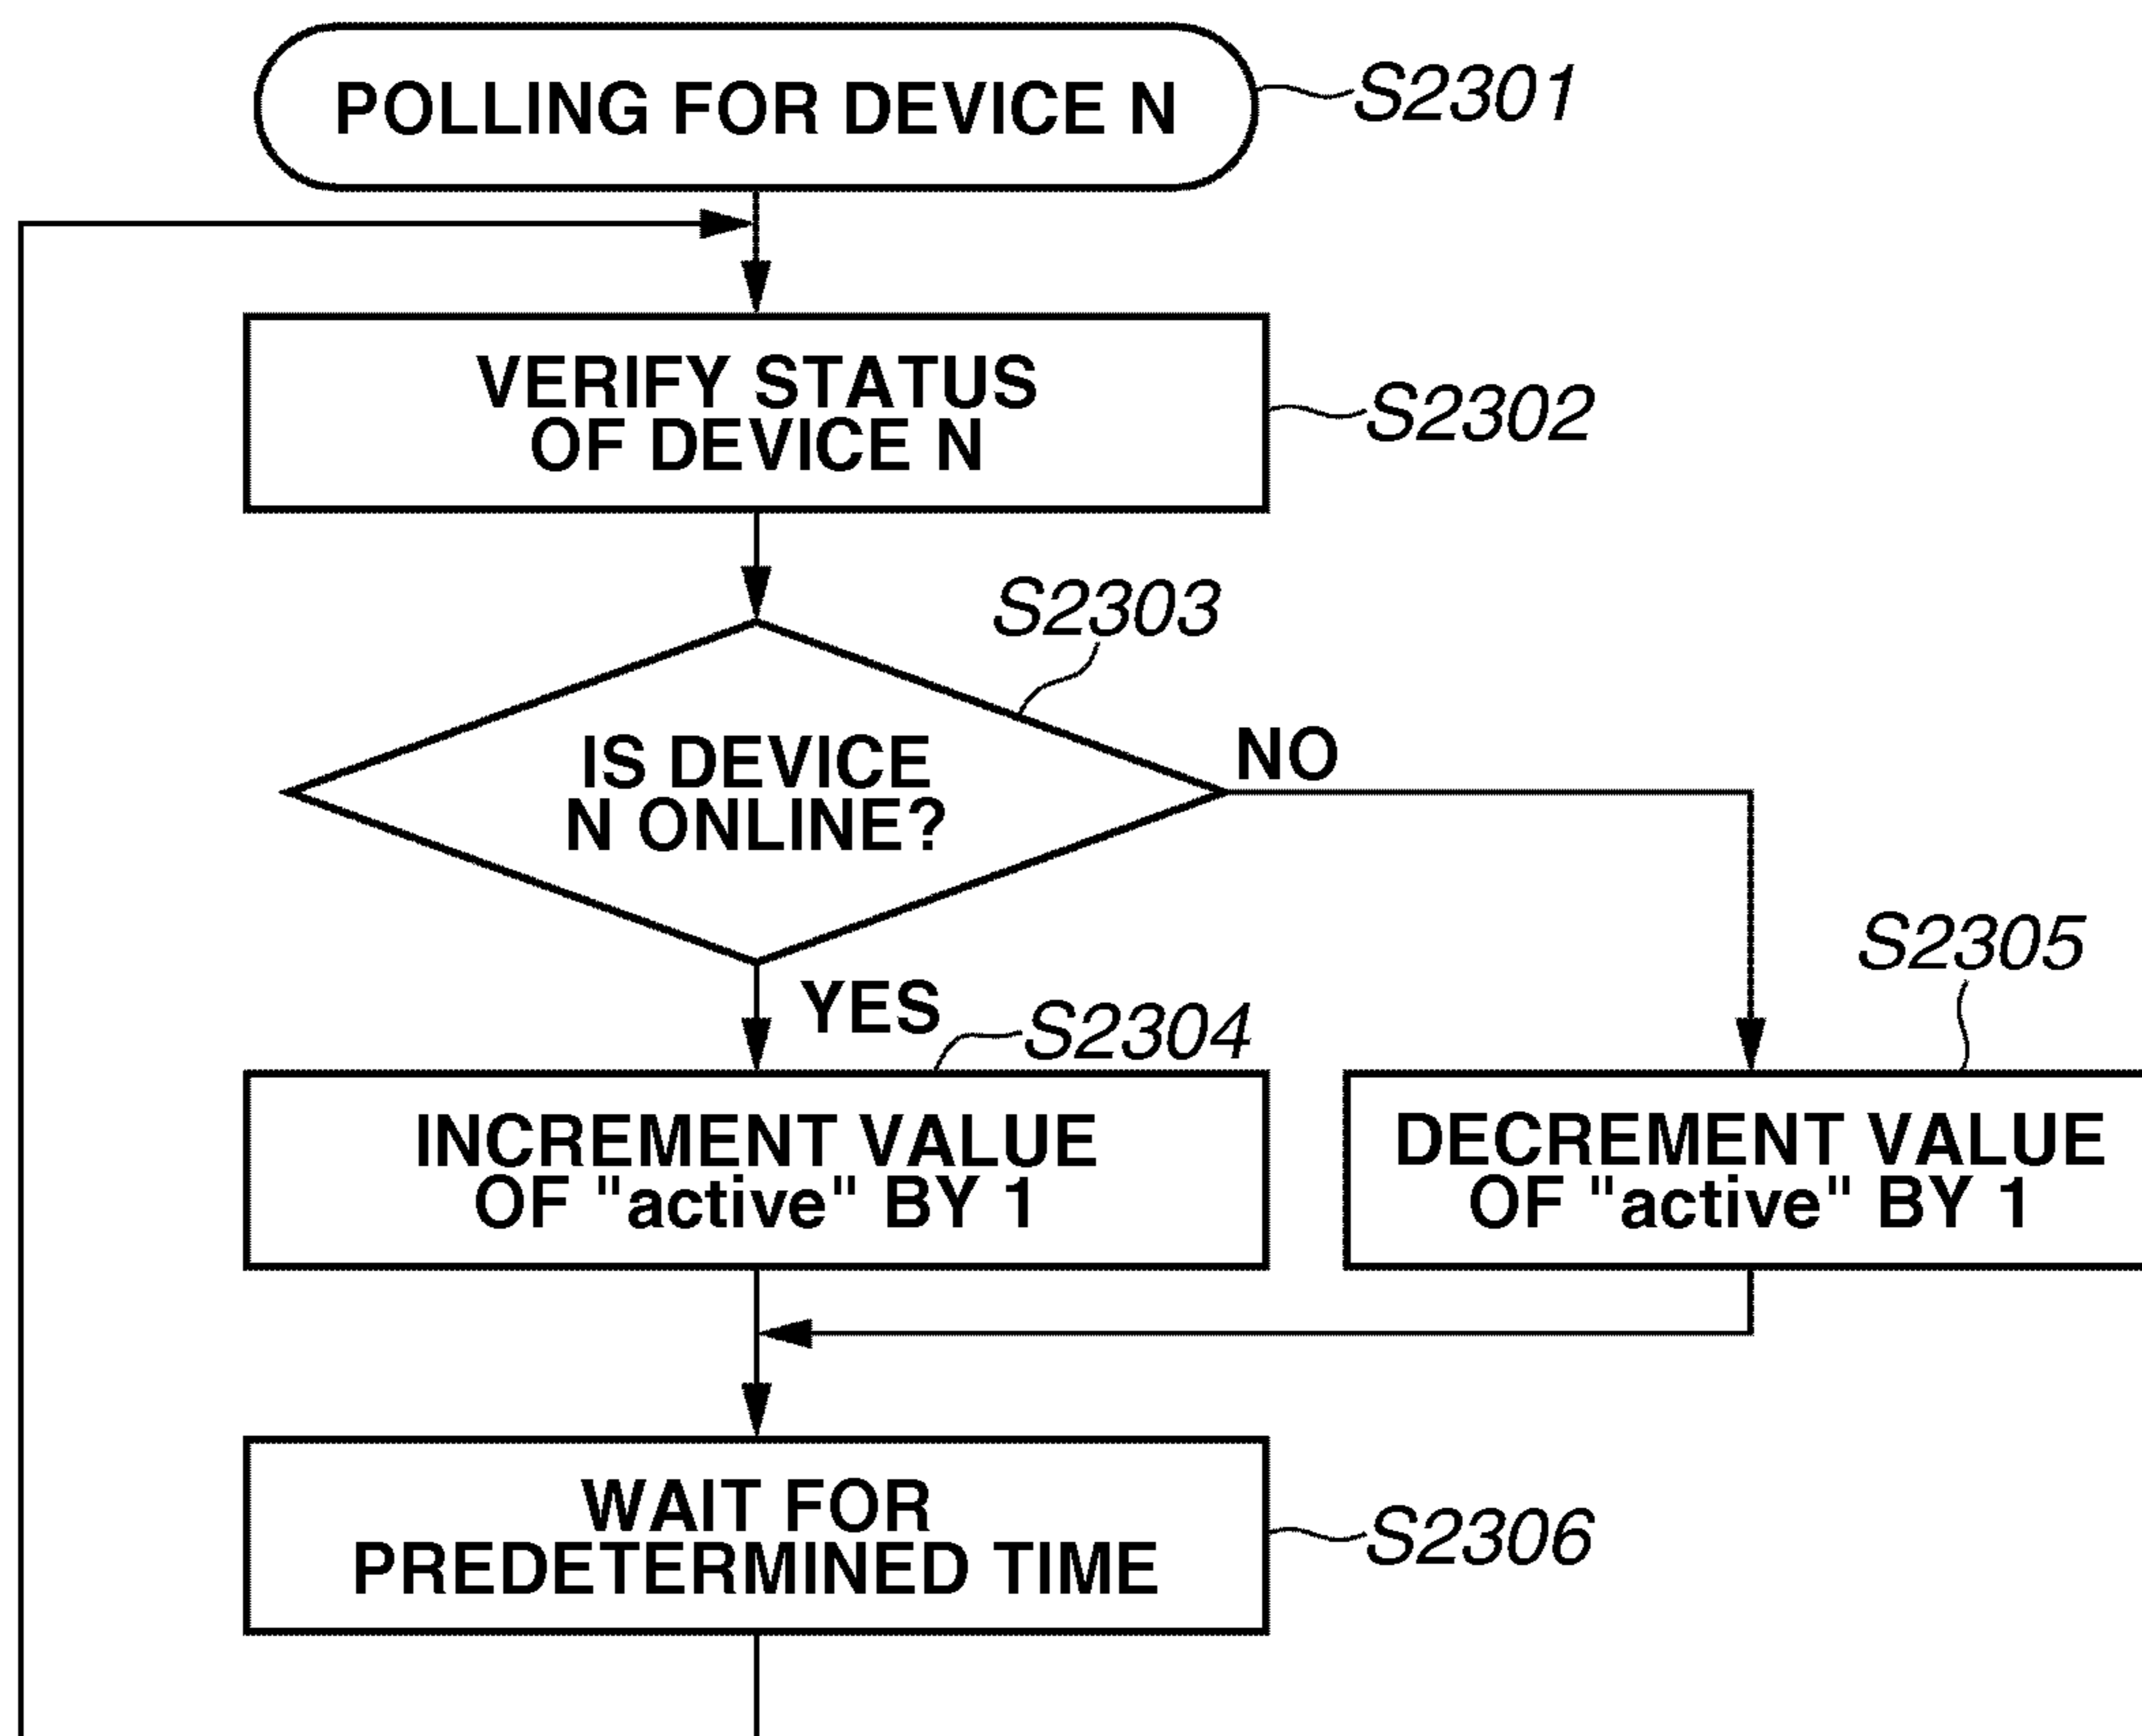 POLLING FOR DEVICE N
S2301
VERIFY STATUS
OF DEVICE N
S2302
S2303
IS DEVICE
N ONLINE?
NO
YES
S2304
INCREMENT VALUE
OF "active" BY 1
S2305
DECREMENT VALUE
OF "active" BY 1
WAIT FOR
PREDETERMINED TIME
S2306